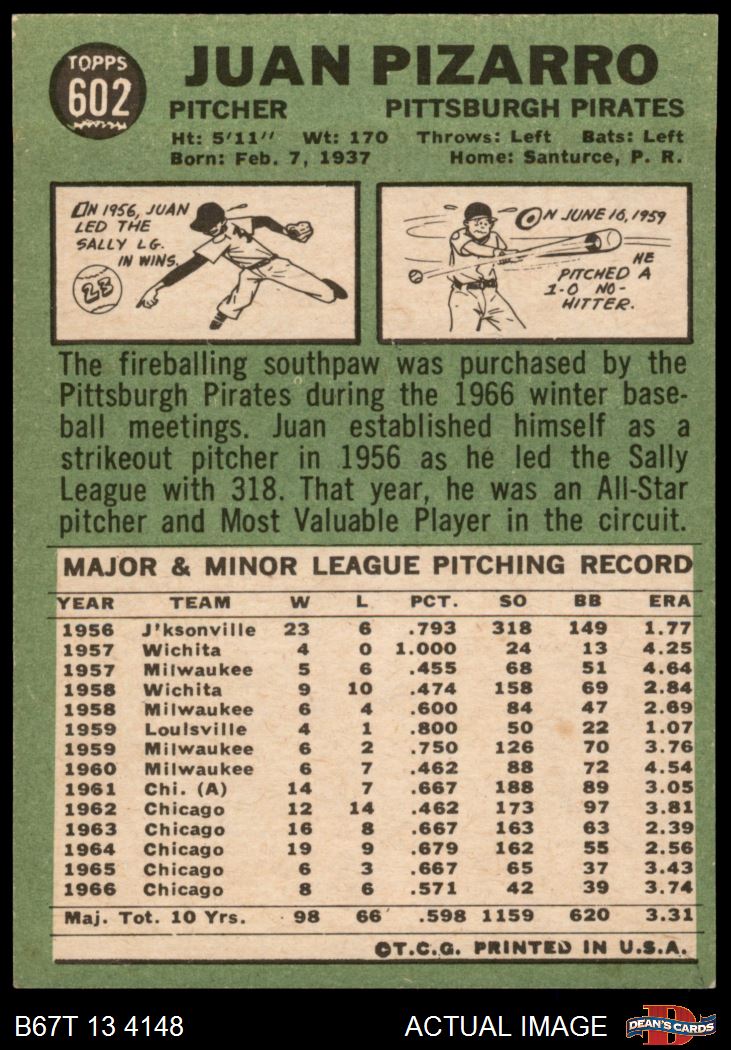 TOPPS
602
JUAN PIZARRO
PITCHER PITTSBURGH PIRATES
Ht: 5'11" Wt: 170 Throws: Left Bats: Left
Born: Feb. 7, 1937 Home: Santurce, P. R.
IN 1956, JUAN
LED THE
SALLY LG.
IN WINS.
23
ON JUNE 16, 1959
HE
PITCHED A
1-0 NO-
HITTER.
The fireballing southpaw was purchased by the
Pittsburgh Pirates during the 1966 winter base-
ball meetings. Juan established himself as a
strikeout pitcher in 1956 as he led the Sally
League with 318. That year, he was an All-Star
pitcher and Most Valuable Player in the circuit.
MAJOR & MINOR LEAGUE PITCHING RECORD
YEAR TEAM W L PCT. SO BB ERA
1956 J'ksonville 23 6 .793 318 149 1.77
1957 Wichita 4 0 1.000 24 13 4.25
1957 Milwaukee 5 6 .455 68 51 4.64
1958 Wichita 9 10 .474 158 69 2.84
1958 Milwaukee 6 4 .600 84 47 2.69
1959 Louisville 4 1 .800 50 22 1.07
1959 Milwaukee 6 2 .750 126 70 3.76
1960 Milwaukee 6 7 .462 88 72 4.54
1961 Chi. (A) 14 7 .667 188 89 3.05
1962 Chicago 12 14 .462 173 97 3.81
1963 Chicago 16 8 .667 163 63 2.39
1964 Chicago 19 9 .679 162 55 2.56
1965 Chicago 6 3 .667 65 37 3.43
1966 Chicago 8 6 .571 42 39 3.74
Maj. Tot. 10 Yrs. 98 66 .598 1159 620 3.31
©T.C.G. PRINTED IN U.S.A.
B67T 13 4148 ACTUAL IMAGE
DEAN'S CARDS